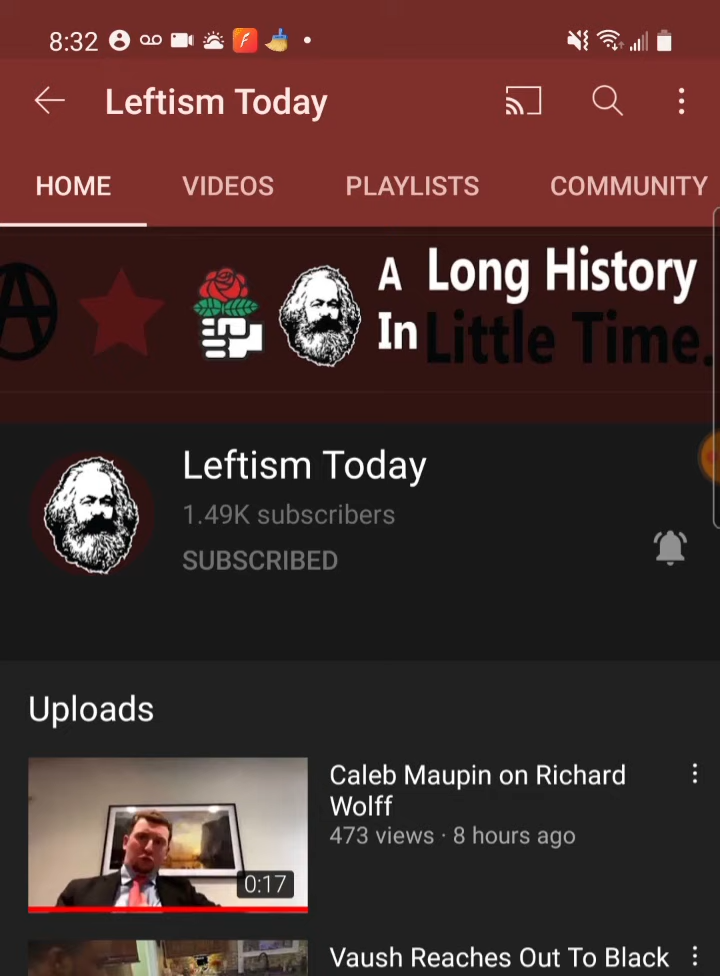 8:32
Leftism Today
HOME VIDEOS PLAYLISTS COMMUNITY
A Long History
In Little Time.
Leftism Today
1.49K subscribers
SUBSCRIBED
Uploads
Caleb Maupin on Richard
Wolff
473 views · 8 hours ago
0:17
Vaush Reaches Out To Black